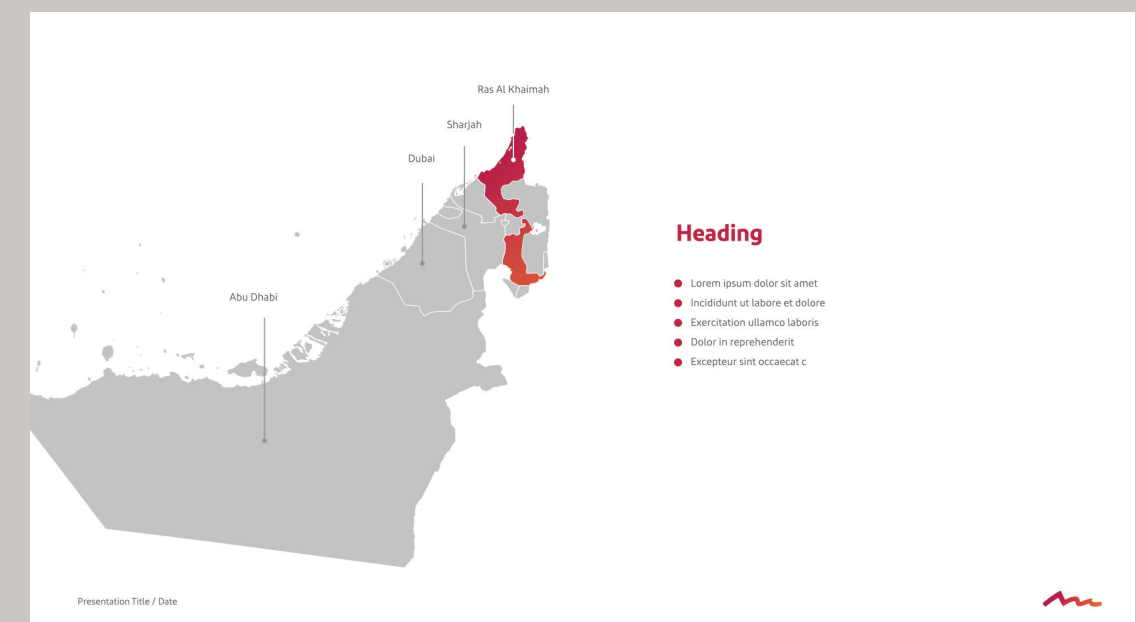 Ras Al Khaimah
Sharjah
Dubai
Abu Dhabi
Heading
Lorem ipsum dolor sit amet
Incididunt ut labore et dolore
Exercitation ullamco laboris
Dolor in reprehenderit
Excepteur sint occaecat c
Presentation Title / Date